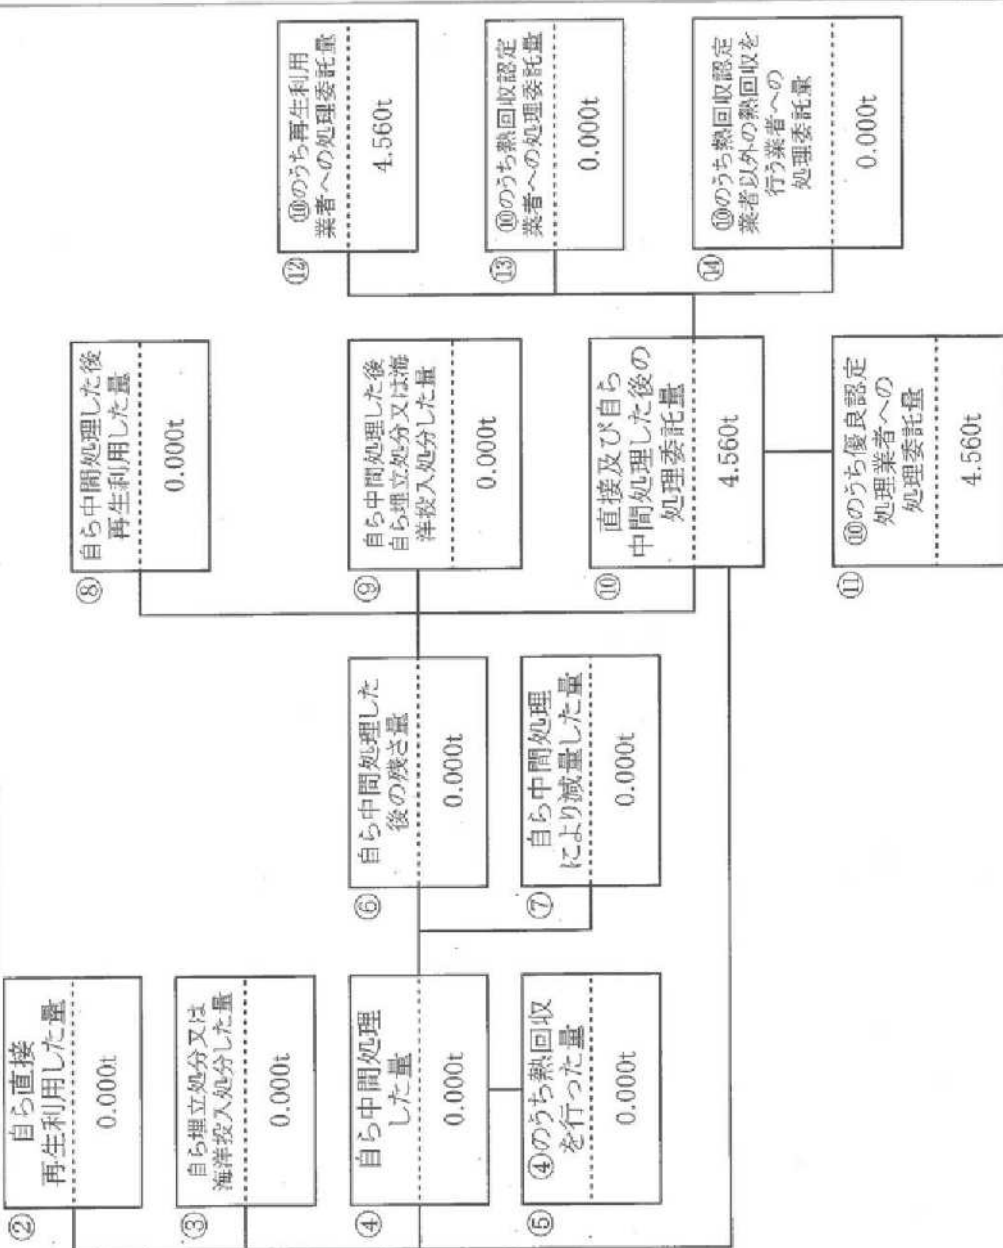 ②
自ら直接
再生利用した量
0.000t
③
自ら埋立処分又は
海洋投入処分した量
0.000t
④
自ら中間処理
した量
0.000t
⑤
④のうち熱回収
を行った量
0.000t
⑥
自ら中間処理した
後の残さ量
0.000t
⑦
自ら中間処理
により減量した量
0.000t
⑧
自ら中間処理した後
再生利用した量
0.000t
⑨
自ら中間処理した後
自ら埋立処分又は海
洋投入処分した量
0.000t
⑩
直接及び自ら
中間処理した後の
処理委託量
4.560t
⑪
⑩のうち優良認定
処理業者への
処理委託量
4.560t
⑫
⑩のうち再生利用
業者への処理委託量
4.560t
⑬
⑩のうち熱回収認定
業者への処理委託量
0.000t
⑭
⑩のうち熱回収認定
業者以外の熱回収を
行う業者への
処理委託量
0.000t